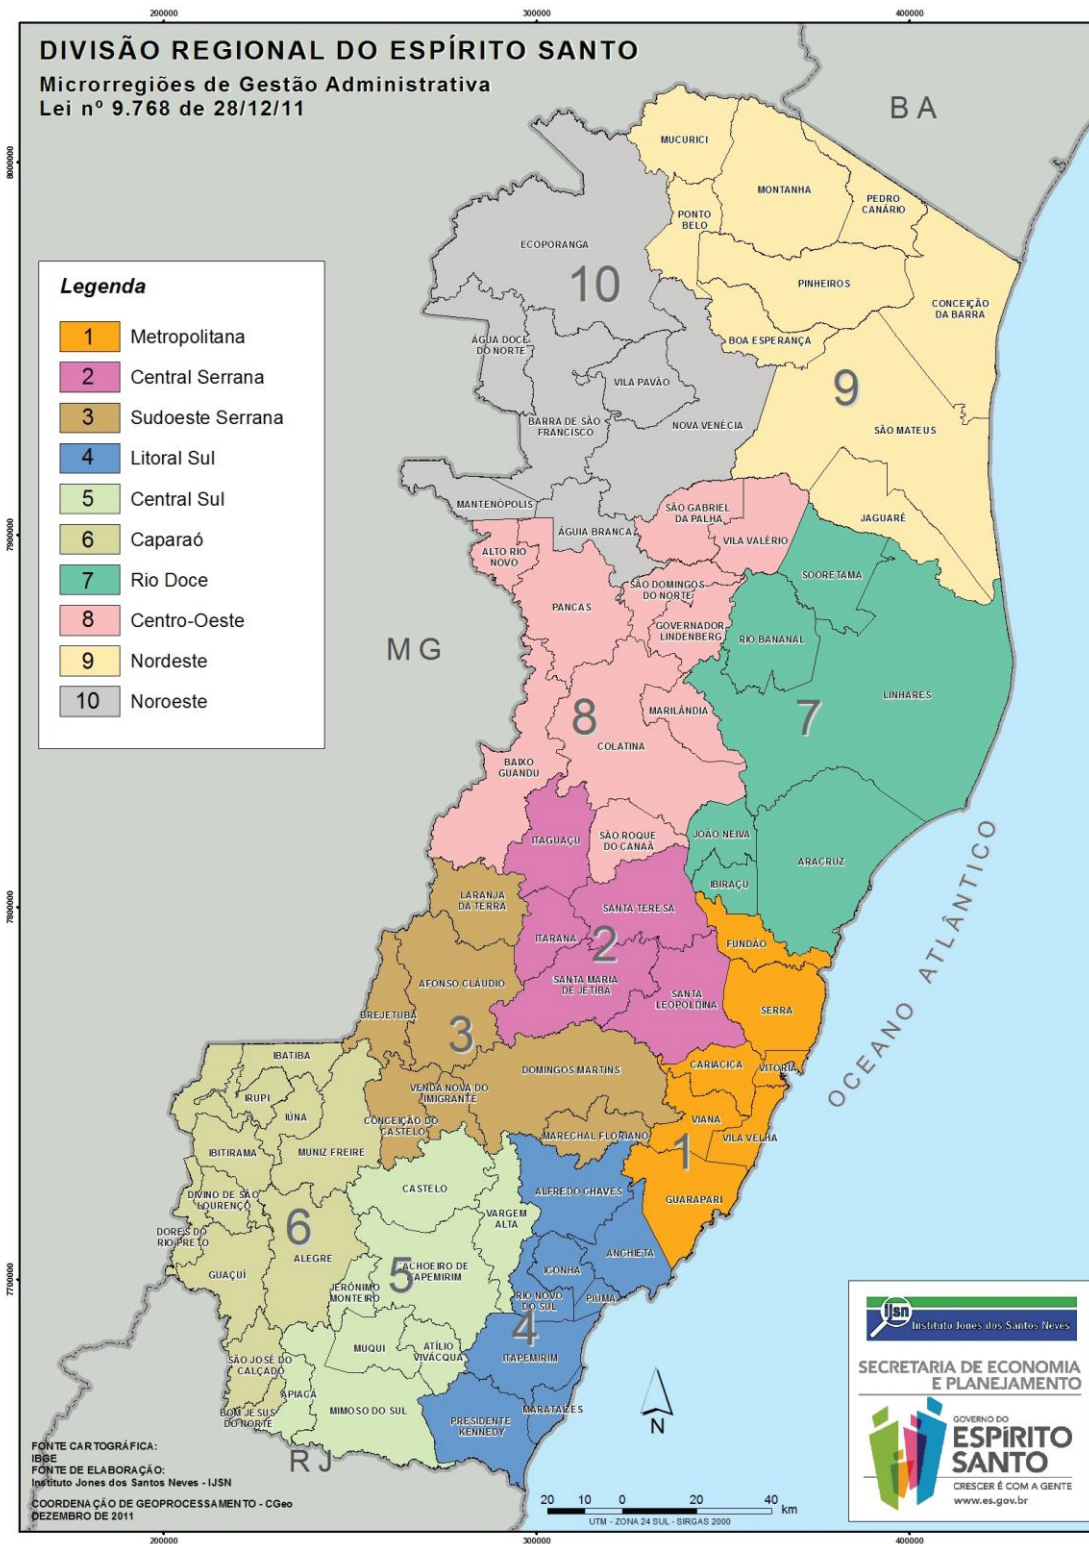 200000
300000
400000
DIVISÃO REGIONAL DO ESPÍRITO SANTO
Microrregiões de Gestão Administrativa
Lei nº 9.768 de 28/12/11
BA
8000000
7900000
7800000
7700000
Legenda
1 Metropolitana
2 Central Serrana
3 Sudoeste Serrana
4 Litoral Sul
5 Central Sul
6 Caparaó
7 Rio Doce
8 Centro-Oeste
9 Nordeste
10 Noroeste
MUCURICI
MONTANHA
PEDRO
CANÁRIO
PONTO
BELO
ECOPORANGA
10
PINHEIROS
CONCEIÇÃO
DA BARRA
ÁGUA DOCE
DO NORTE
BOA ESPERANÇA
VILA PAVÃO
9
BARRA DE SÃO
FRANCISCO
NOVA VENÉCIA
SÃO MATEUS
MANTENÓPOLIS
SÃO GABRIEL
DA PALHA
JAGUARÉ
ÁGUIA BRANCA
VILA VALÉRIO
ALTO RIO
NOVO
SOORETAMA
SÃO DOMINGOS
DO NORTE
PANCAS
GOVERNADOR
LINDENBERG
RIO BANANAL
MG
LINHARES
8
MARILÂNDIA
7
COLATINA
BAIXO
GUANDU
ITAGUAÇU
SÃO ROQUE
DO CANAÃ
JOÃO NEIVA
ARACRUZ
IBIRAÇU
OCEANO ATLÂNTICO
LARANJA
DA TERRA
SANTA TERESA
ITARANA
2
FUNDÃO
AFONSO CLÁUDIO
SANTA MARIA
DE JETIBÁ
SANTA
LEOPOLDINA
SERRA
BREJETUBA
3
IBATIBA
DOMINGOS MARTINS
CARIACICA
VITÓRIA
IRUPI
VENDA NOVA DO
IMIGRANTE
IÚNA
CONCEIÇÃO DO
CASTELO
VIANA
MARECHAL FLORIANO
VILA VELHA
IBITIRAMA
MUNIZ FREIRE
1
CASTELO
ALFREDO CHAVES
GUARAPARI
DIVINO DE SÃO
LOURENÇO
VARGEM
ALTA
6
DORES DO
RIO PRETO
ALEGRE
ANCHIETA
GUAÇUÍ
5
ACHOEIRO DE
ITAPEMIRIM
ICONHA
JERÔNIMO
MONTEIRO
RIO NOVO
DO SUL
PIÚMA
4
MUQUI
ATÍLIO
VIVÁCQUA
ITAPEMIRIM
SÃO JOSÉ DO
CALÇADO
APIACÁ
BOM JESUS
DO NORTE
MIMOSO DO SUL
PRESIDENTE
KENNEDY
MARATAÍZES
N
RJ
FONTE CARTOGRÁFICA:
IBGE
FONTE DE ELABORAÇÃO:
Instituto Jones dos Santos Neves - IJSN
COORDENAÇÃO DE GEOPROCESSAMENTO - CGeo
DEZEMBRO DE 2011
20 10 0 20 40
km
UTM - ZONA 24 SUL - SIRGAS 2000
ijsn
Instituto Jones dos Santos Neves
SECRETARIA DE ECONOMIA
E PLANEJAMENTO
GOVERNO DO
ESPÍRITO
SANTO
CRESCER É COM A GENTE
www.es.gov.br
8000000
7900000
7800000
7700000
200000
300000
400000